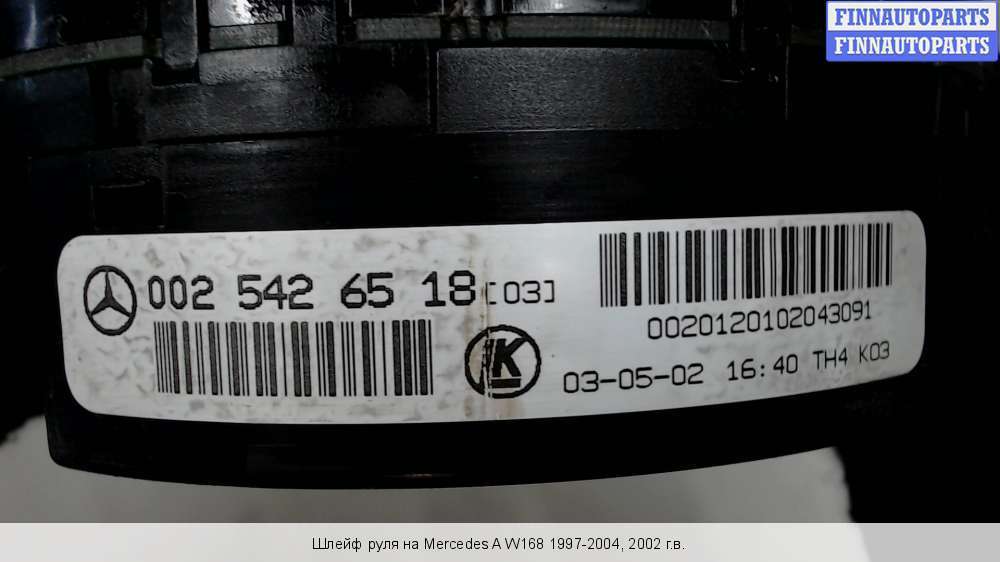 FINNAUTOPARTS
FINNAUTOPARTS
002 542 65 18 [03]
0020120102043091
K
03-05-02 16:40 TH4 K03
Шлейф руля на Mercedes A W168 1997-2004, 2002 г.в.